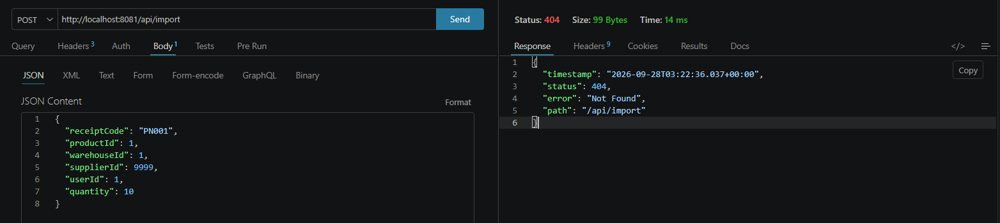 POST http://localhost:8081/api/import Send
Query Headers 3 Auth Body 1 Tests Pre Run
JSON XML Text Form Form-encode GraphQL Binary
JSON Content Format
1 {
2 "receiptCode": "PN001",
3 "productId": 1,
4 "warehouseId": 1,
5 "supplierId": 9999,
6 "userId": 1,
7 "quantity": 10
8 }
Status: 404 Size: 99 Bytes Time: 14 ms
Response Headers 9 Cookies Results Docs </>
Copy
1 {
2 "timestamp": "2026-09-28T03:22:36.037+00:00",
3 "status": 404,
4 "error": "Not Found",
5 "path": "/api/import"
6 }